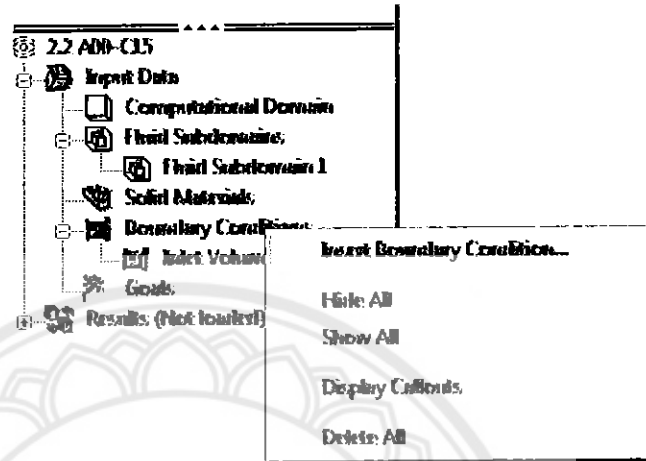 2.2 A00-C15
Input Data
Computational Domain
Fluid Subdomains
Fluid Subdomain 1
Solid Materials
Boundary Conditions
Inlet Volume
Goals
Results (Not loaded)
Insert Boundary Condition...
Hide All
Show All
Display Callouts
Delete All